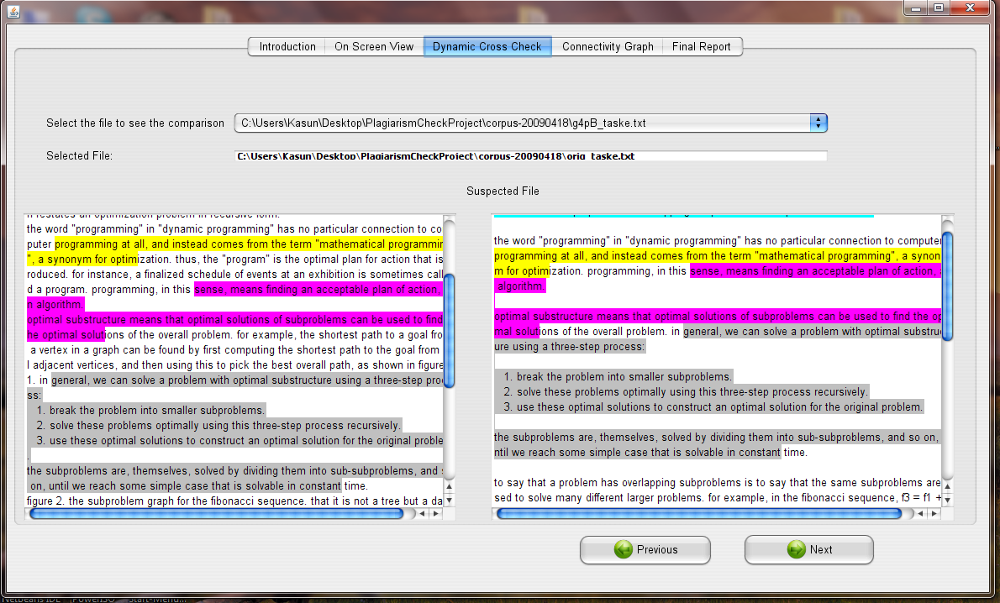 Introduction
On Screen View
Dynamic Cross Check
Connectivity Graph
Final Report
Select the file to see the comparison
C:\Users\Kasun\Desktop\PlagiarismCheckProject\corpus-20090418\g4pB_taske.txt
Selected File:
C:\Users\Kasun\Desktop\PlagiarismCheckProject\corpus-20090418\orig_taske.txt
Suspected File
it restates an optimization problem in recursive form.
the word "programming" in "dynamic programming" has no particular connection to co
puter programming at all, and instead comes from the term "mathematical programmin
", a synonym for optimization. thus, the "program" is the optimal plan for action that is
roduced. for instance, a finalized schedule of events at an exhibition is sometimes call
d a program. programming, in this sense, means finding an acceptable plan of action,
n algorithm.
optimal substructure means that optimal solutions of subproblems can be used to find
he optimal solutions of the overall problem. for example, the shortest path to a goal fro
a vertex in a graph can be found by first computing the shortest path to the goal from
l adjacent vertices, and then using this to pick the best overall path, as shown in figure
1. in general, we can solve a problem with optimal substructure using a three-step proc
ss:
1. break the problem into smaller subproblems.
2. solve these problems optimally using this three-step process recursively.
3. use these optimal solutions to construct an optimal solution for the original proble
.
the subproblems are, themselves, solved by dividing them into sub-subproblems, and s
on, until we reach some simple case that is solvable in constant time.
figure 2. the subproblem graph for the fibonacci sequence. that it is not a tree but a da
the word "programming" in "dynamic programming" has no particular connection to computer
programming at all, and instead comes from the term "mathematical programming", a synon
m for optimization. programming, in this sense, means finding an acceptable plan of action,
algorithm.
optimal substructure means that optimal solutions of subproblems can be used to find the op
mal solutions of the overall problem. in general, we can solve a problem with optimal substruc
ure using a three-step process:
1. break the problem into smaller subproblems.
2. solve these problems optimally using this three-step process recursively.
3. use these optimal solutions to construct an optimal solution for the original problem.
the subproblems are, themselves, solved by dividing them into sub-subproblems, and so on,
ntil we reach some simple case that is solvable in constant time.
to say that a problem has overlapping subproblems is to say that the same subproblems are
sed to solve many different larger problems. for example, in the fibonacci sequence, f3 = f1 +
Previous
Next
NetBeans IDE
PowerISO
Start-Menu...